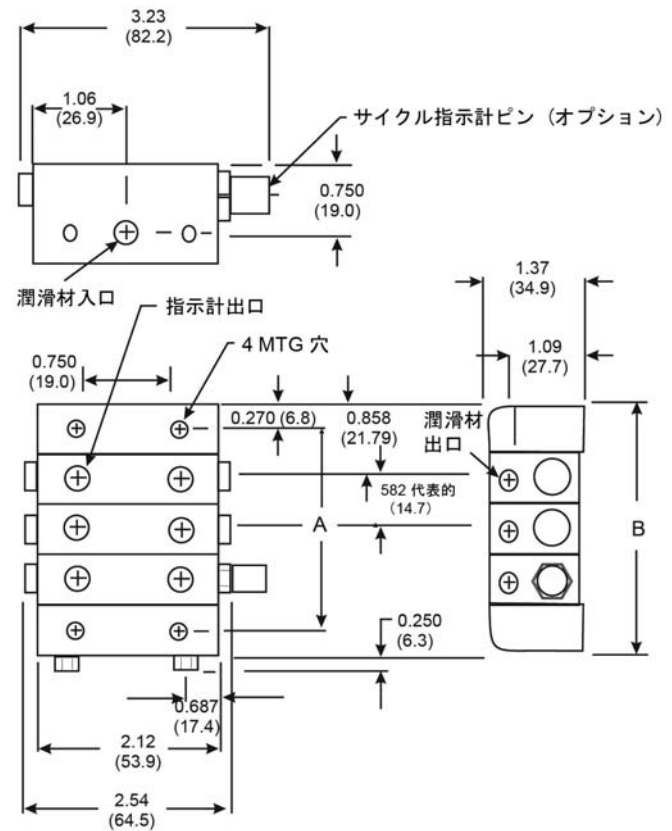 3.23
(82.2)
1.06
(26.9)
サイクル指示計ピン（オプション）
0.750
(19.0)
潤滑材入口
指示計出口
1.37
(34.9)
4 MTG 穴
0.750
(19.0)
1.09
(27.7)
0.270 (6.8)
0.858
(21.79)
潤滑材
出口
582 代表的
(14.7)
A
B
0.250
(6.3)
0.687
(17.4)
2.12
(53.9)
2.54
(64.5)